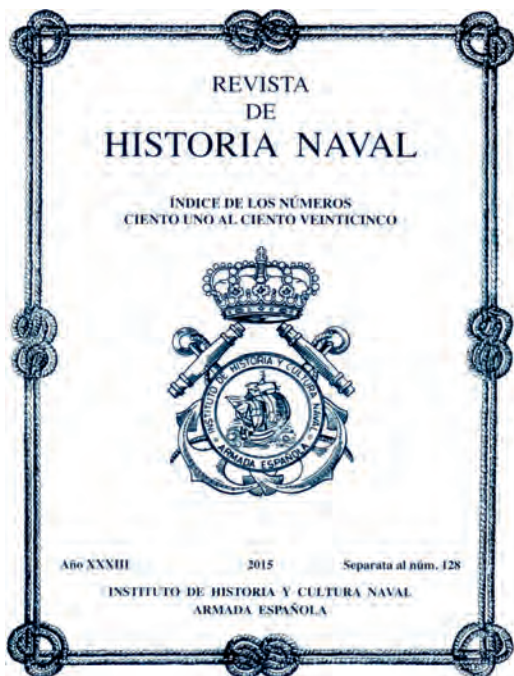 REVISTA
DE
HISTORIA NAVAL
ÍNDICE DE LOS NÚMEROS
CIENTO UNO AL CIENTO VEINTICINCO
INSTITUTO DE HISTORIA Y CULTURA NAVAL
ARMADA ESPAÑOLA
Año XXXIII 2015 Separata al núm. 128
INSTITUTO DE HISTORIA Y CULTURA NAVAL
ARMADA ESPAÑOLA